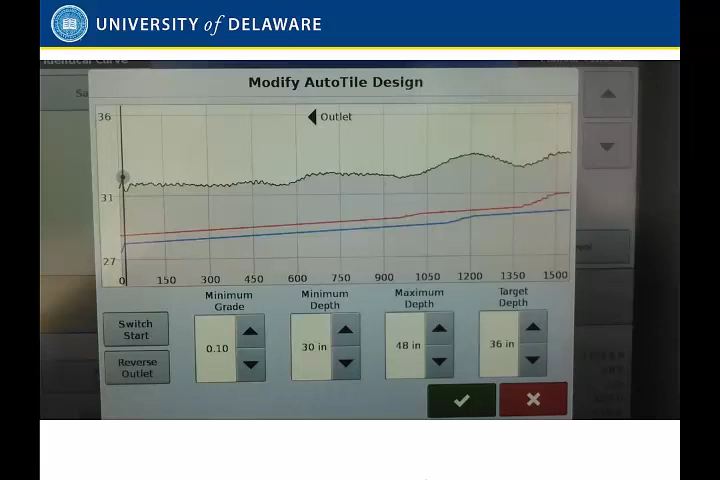 UNIVERSITY of DELAWARE
Identical Curve
Modify AutoTile Design
36
Outlet
31
27
0 150 300 450 600 750 900 1050 1200 1350 1500
Minimum Grade
Minimum Depth
Maximum Depth
Target Depth
Switch Start
0.10
30 in
48 in
36 in
Reverse Outlet